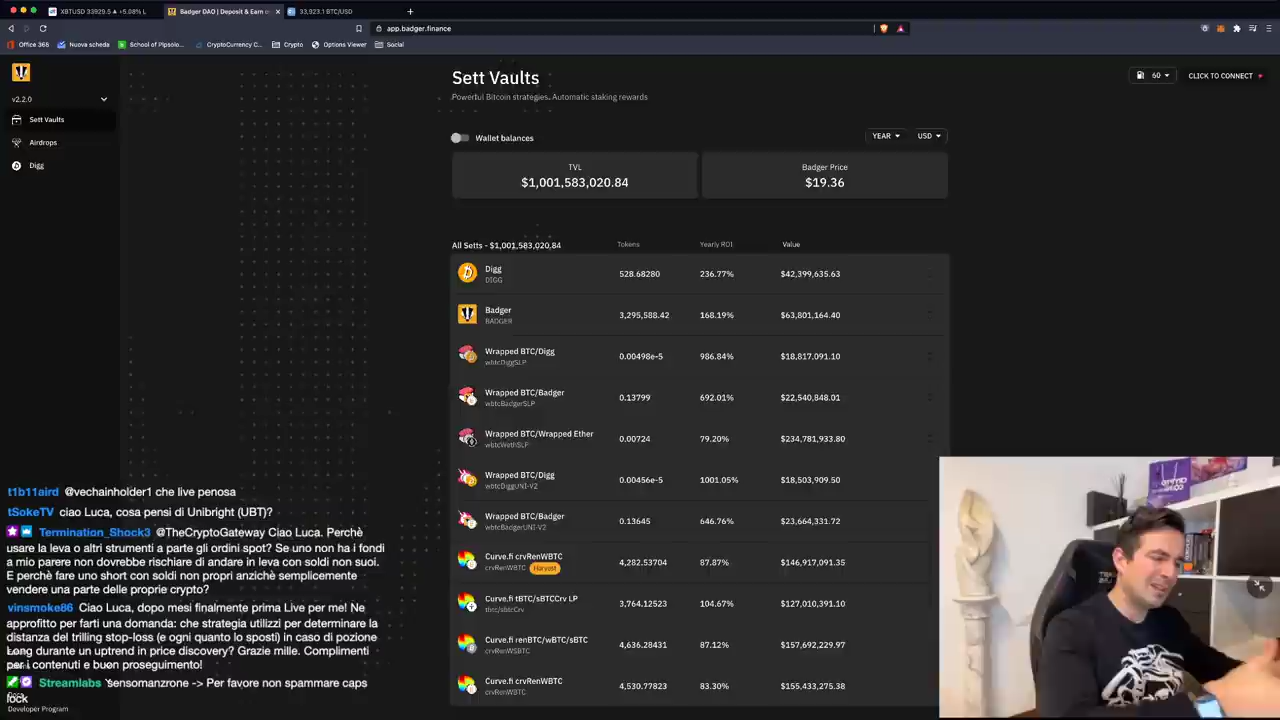 XBTUSD 33929.5 ▲ +5.08% L
Badger DAO | Deposit & Earn o
33,923.1 BTC/USD
app.badger.finance
Office 365
Nuova scheda
School of Pipsolo...
CryptoCurrency C...
Crypto
Options Viewer
Social
v2.2.0
Sett Vaults
Airdrops
Digg
Sett Vaults
Powerful Bitcoin strategies. Automatic staking rewards
60
CLICK TO CONNECT
Wallet balances
YEAR
USD
TVL
$1,001,583,020.84
Badger Price
$19.36
All Setts - $1,001,583,020.84 Tokens Yearly ROI Value
Digg 528.68280 236.77% $42,399,635.63
DIGG
Badger 3,295,588.42 168.19% $63,801,164.40
BADGER
Wrapped BTC/Digg 0.00498e-5 986.84% $18,817,091.10
wbtcDiggSLP
Wrapped BTC/Badger 0.13799 692.01% $22,540,848.01
wbtcBadgerSLP
Wrapped BTC/Wrapped Ether 0.00724 79.20% $234,781,933.80
wbtcWethSLP
Wrapped BTC/Digg 0.00456e-5 1001.05% $18,503,909.50
wbtcDiggUNI-V2
Wrapped BTC/Badger 0.13645 646.76% $23,664,331.72
wbtcBadgerUNI-V2
Curve.fi crvRenWBTC 4,282.53704 87.87% $146,917,091.35
crvRenWBTC Harvest
Curve.fi tBTC/sBTCCrv LP 3,764.12523 104.67% $127,010,391.10
tbtc/sbtcCrv
Curve.fi renBTC/wBTC/sBTC 4,636.28431 87.12% $157,692,229.97
crvRenWSBTC
Curve.fi crvRenWBTC 4,530.77823 83.30% $155,433,275.38
crvRenWBTC
t1b11aird @vechainholder1 che live penosa
tSokeTV ciao Luca, cosa pensi di Unibright (UBT)?
Termination_Shock3 @TheCryptoGateway Ciao Luca. Perchè
usare la leva o altri strumenti a parte gli ordini spot? Se uno non ha i fondi
a mio parere non dovrebbe rischiare di andare in leva con soldi non suoi.
E perchè fare uno short con soldi non propri anzichè semplicemente
vendere una parte delle proprie crypto?
vinsmoke86 Ciao Luca, dopo mesi finalmente prima Live per me! Ne
approfitto per farti una domanda: che strategia utilizzi per determinare la
distanza del trilling stop-loss (e ogni quanto lo sposti) in caso di pozione
Long durante un uptrend in price discovery? Grazie mille. Complimenti
per i contenuti e buon proseguimento!
Streamlabs sensomanzrone -> Per favore non spammare caps
lock
Developer Program